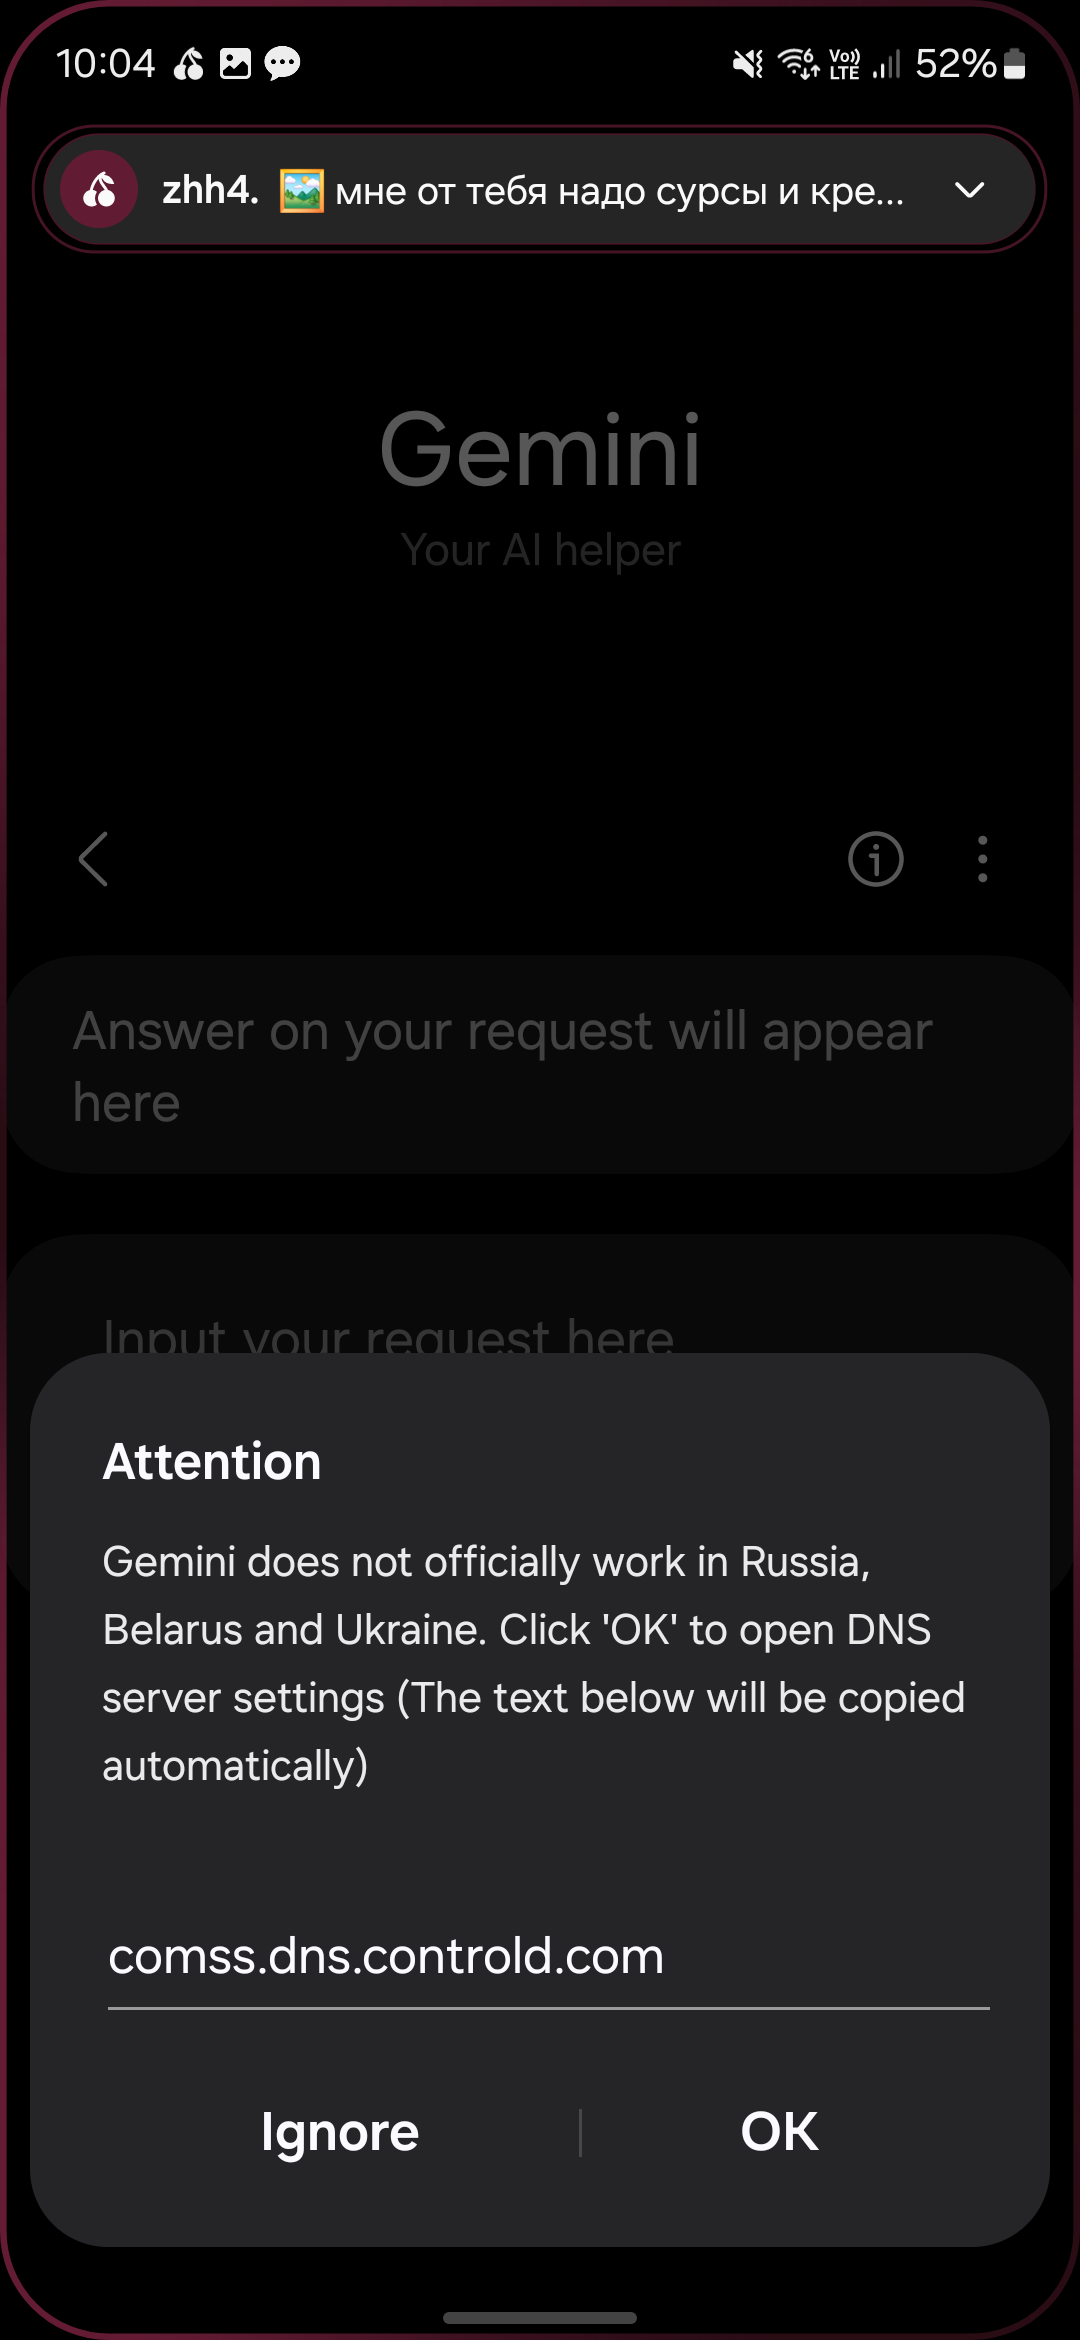 10:04
Vo)) LTE
52%
zhh4. мне от тебя надо сурсы и кре...
Gemini
Your AI helper
Answer on your request will appear
here
Input your request here
Attention
Gemini does not officially work in Russia,
Belarus and Ukraine. Click 'OK' to open DNS
server settings (The text below will be copied
automatically)
comss.dns.controld.com
Ignore
OK